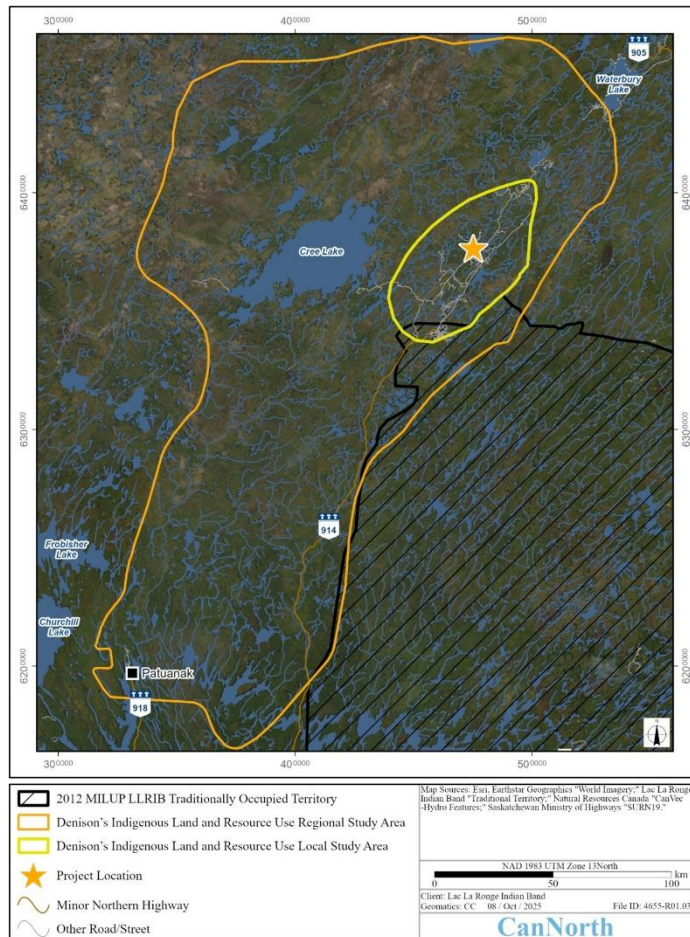 300000
400000
500000
905
Waterbury
Lake
6400000
6400000
Cree Lake
6300000
6300000
914
Frobisher
Lake
Churchill
Lake
6200000
6200000
Patuanak
918
N
300000
400000
500000
2012 MILUP LLRIB Traditionally Occupied Territory
Denison's Indigenous Land and Resource Use Regional Study Area
Denison's Indigenous Land and Resource Use Local Study Area
Project Location
Minor Northern Highway
Other Road/Street
Map Sources: Esri, Earthstar Geographics "World Imagery;" Lac La Ronge
Indian Band "Traditional Territory;" Natural Resources Canada "CanVec
-Hydro Features;" Saskatchewan Ministry of Highways "SURN19."
NAD 1983 UTM Zone 13North
km
0 50 100
Client: Lac La Ronge Indian Band
Geomatics: CC 08 / Oct / 2025 File ID: 4655-R01.03
CanNorth